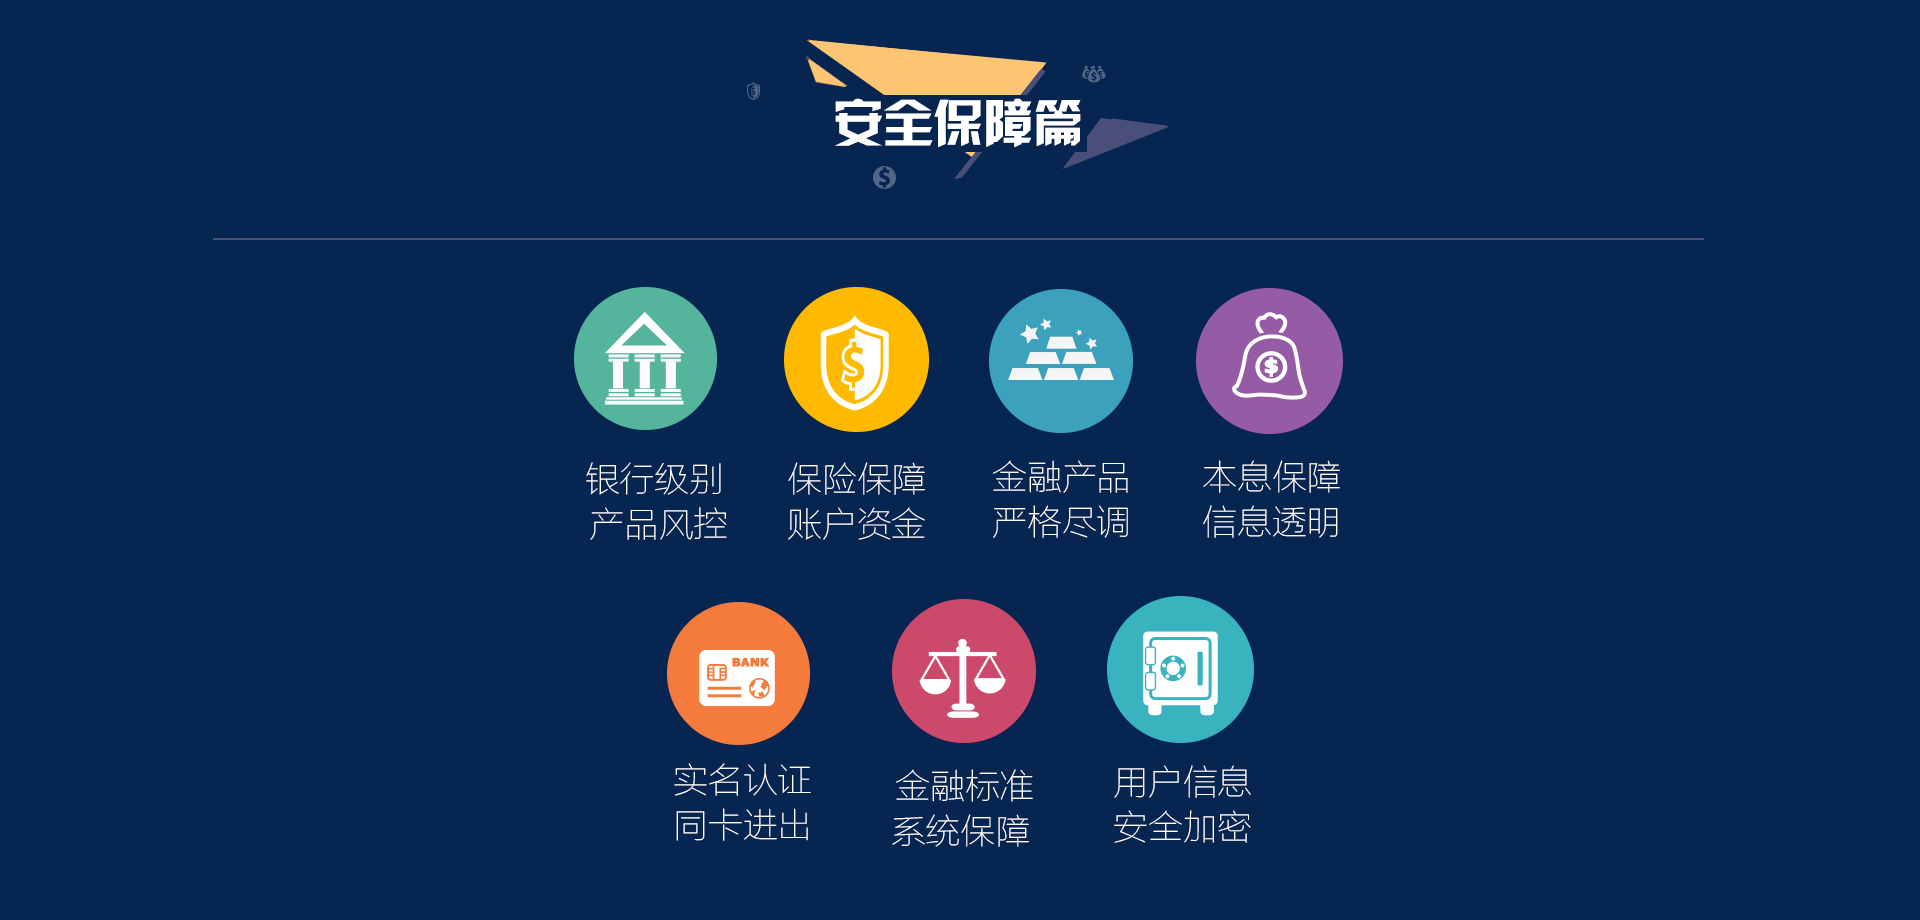 安全保障篇
银行级别
产品风控
保险保障
账户资金
金融产品
严格尽调
本息保障
信息透明
BANK
实名认证
同卡进出
金融标准
系统保障
用户信息
安全加密